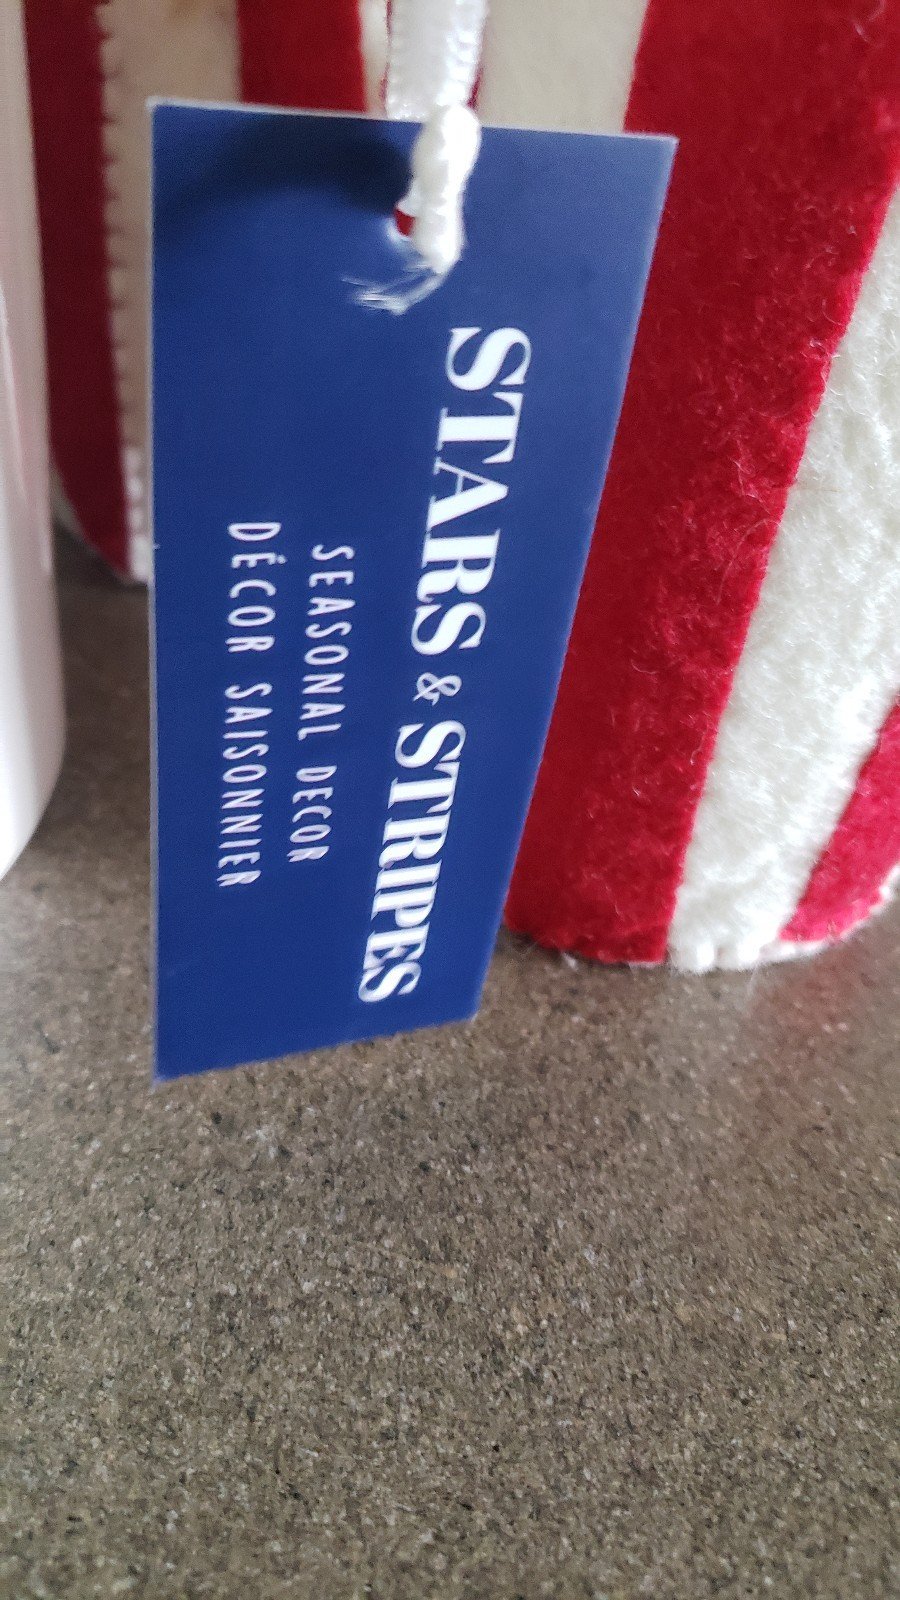 STARS & STRIPES
SEASONAL DECOR
DÉCOR SAISONNIER